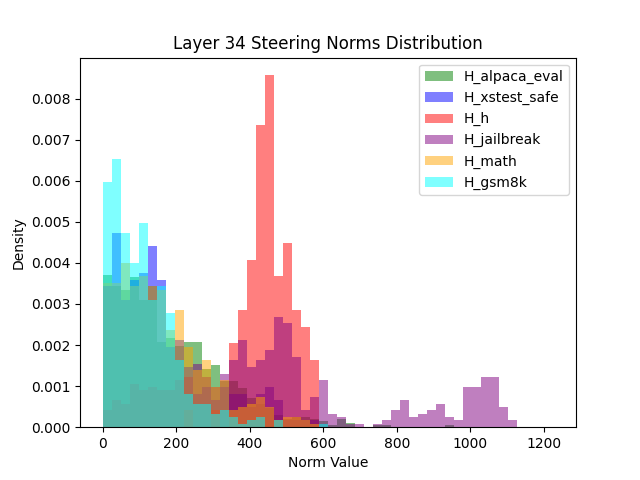 Layer 34 Steering Norms Distribution
H_alpaca_eval
H_xstest_safe
H_h
H_jailbreak
H_math
H_gsm8k
Density
0.008
0.007
0.006
0.005
0.004
0.003
0.002
0.001
0.000
0 200 400 600 800 1000 1200
Norm Value